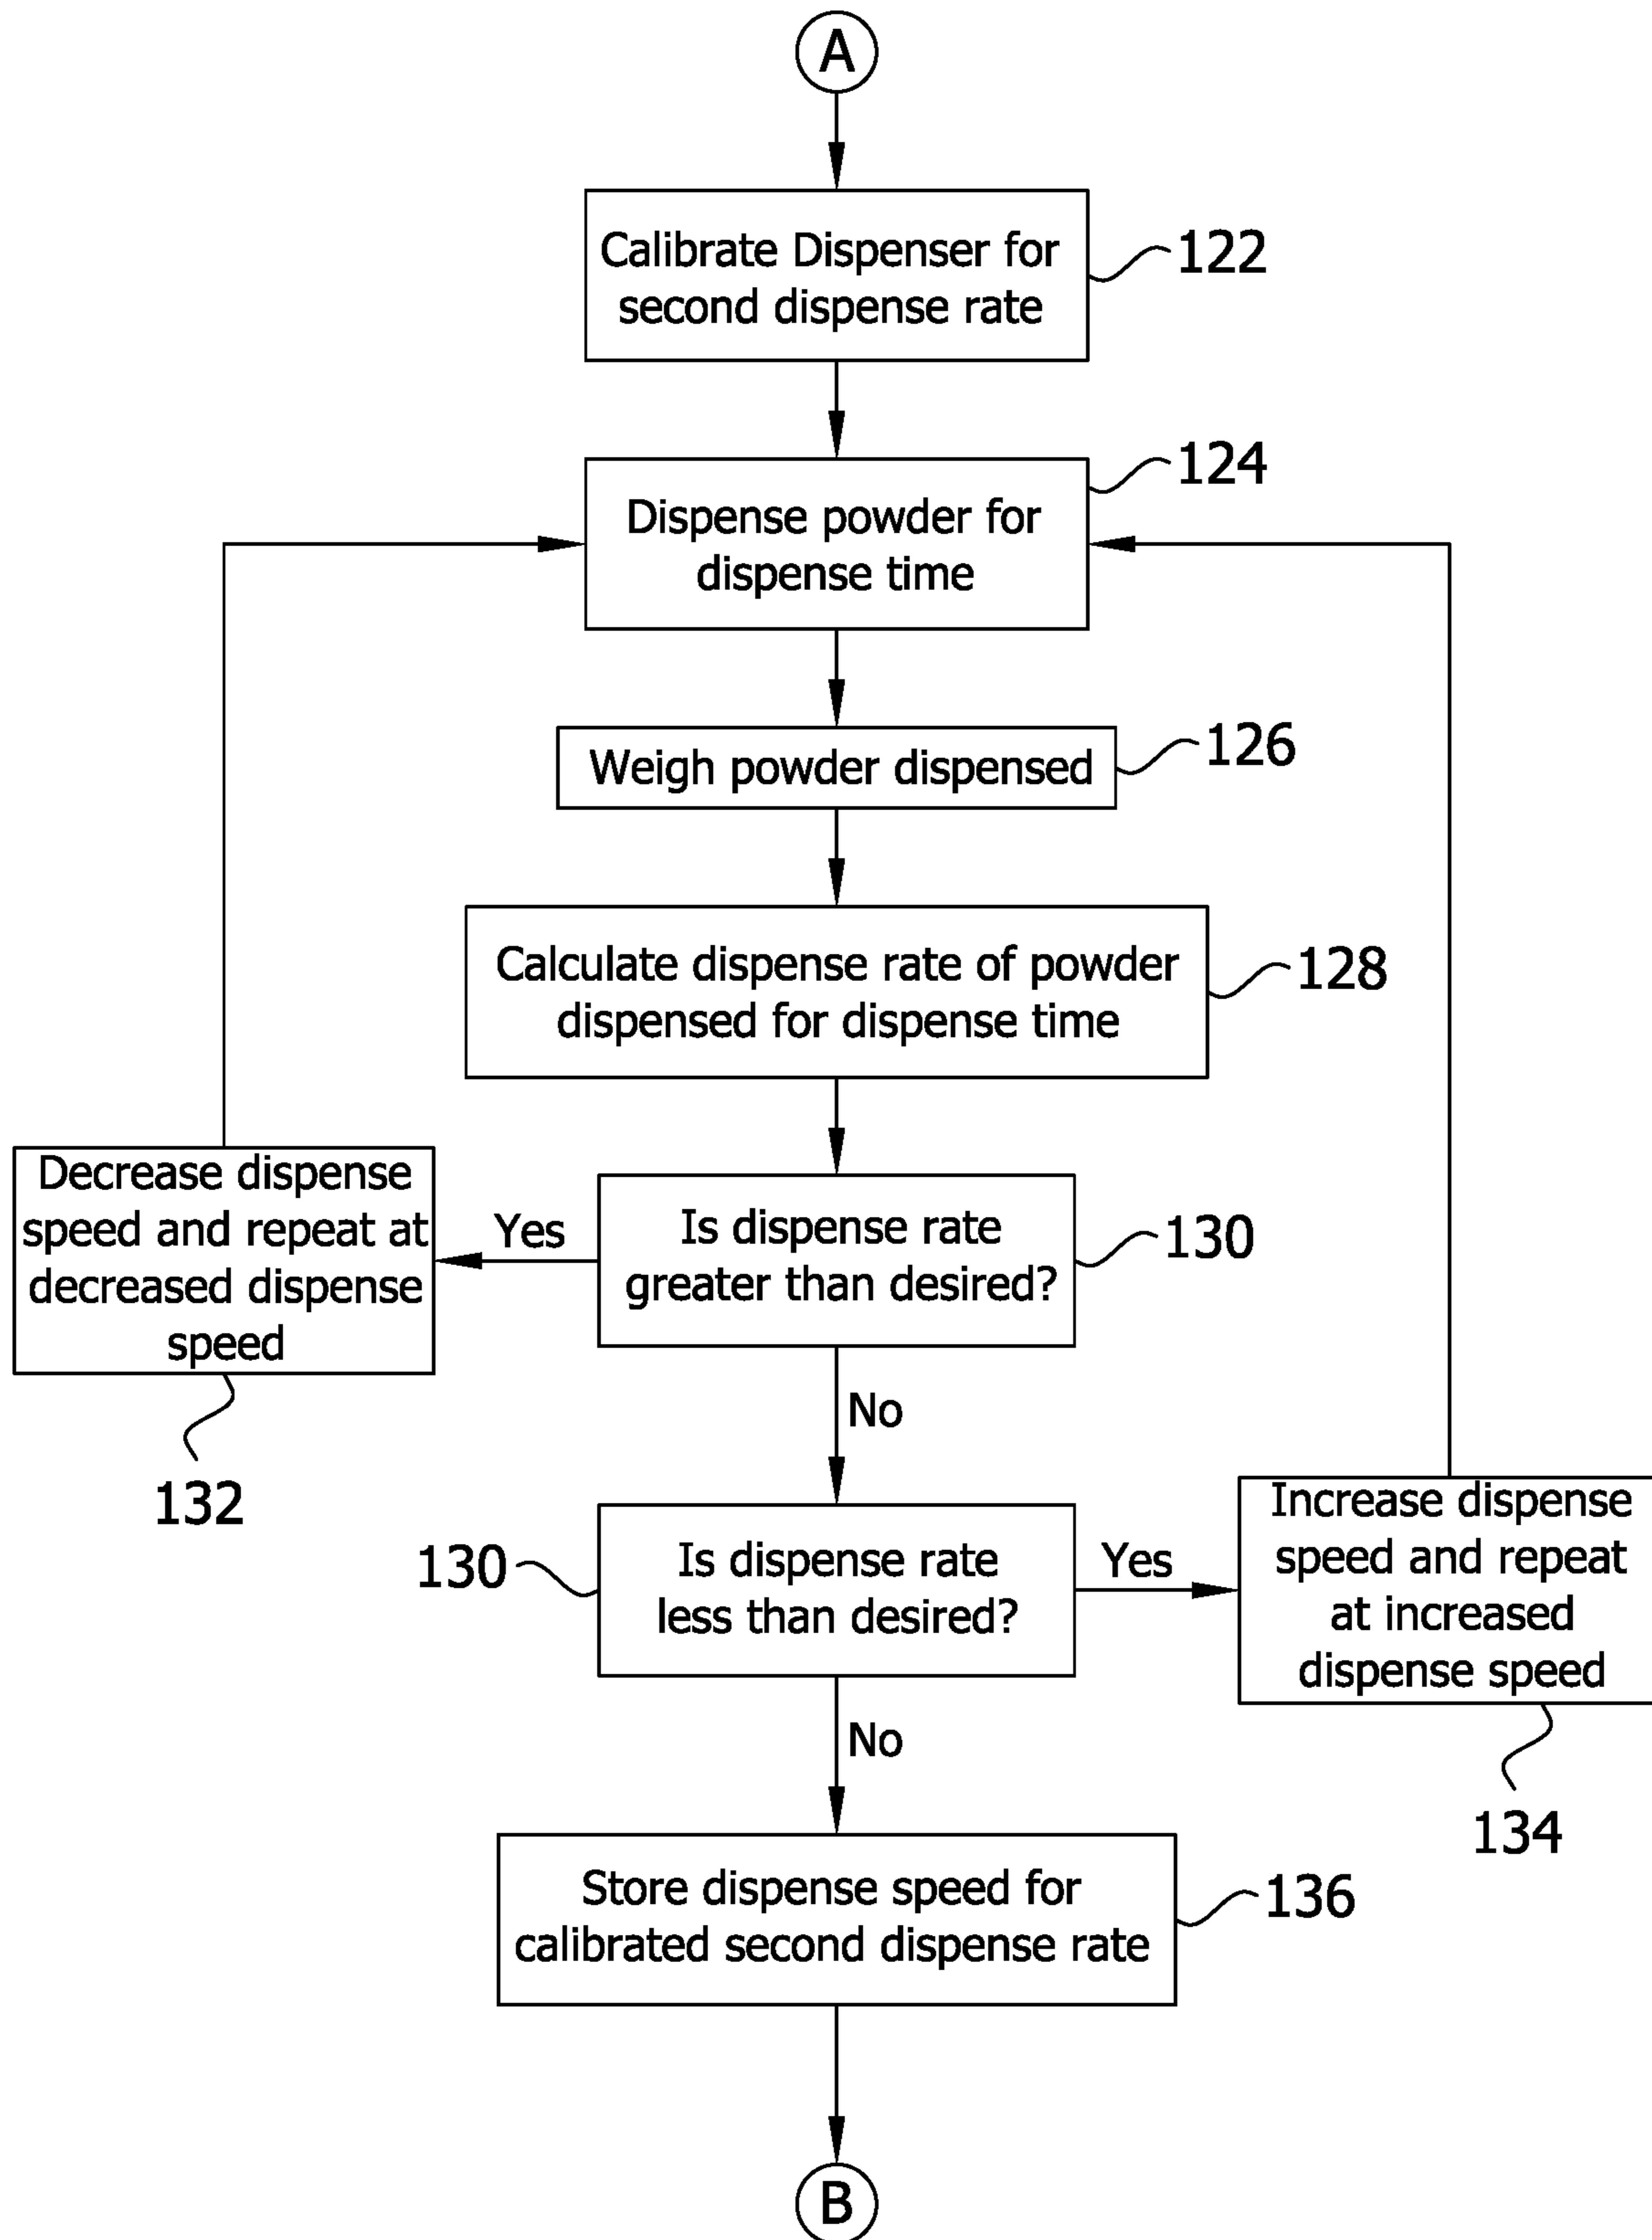 A
Calibrate Dispenser for
second dispense rate
122
124
Dispense powder for
dispense time
126
Weigh powder dispensed
Calculate dispense rate of powder
dispensed for dispense time
128
Decrease dispense
speed and repeat at
decreased dispense
speed
132
Yes
Is dispense rate
greater than desired?
130
No
130
Is dispense rate
less than desired?
Yes
Increase dispense
speed and repeat
at increased
dispense speed
134
No
Store dispense speed for
calibrated second dispense rate
136
B